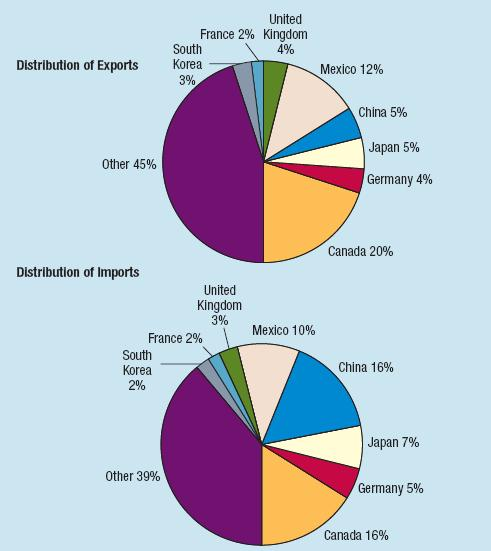 Distribution of Exports
United
Kingdom
4%
France 2%
South
Korea
3%
Mexico 12%
China 5%
Japan 5%
Germany 4%
Canada 20%
Other 45%
Distribution of Imports
United
Kingdom
3%
France 2%
South
Korea
2%
Mexico 10%
China 16%
Japan 7%
Germany 5%
Canada 16%
Other 39%